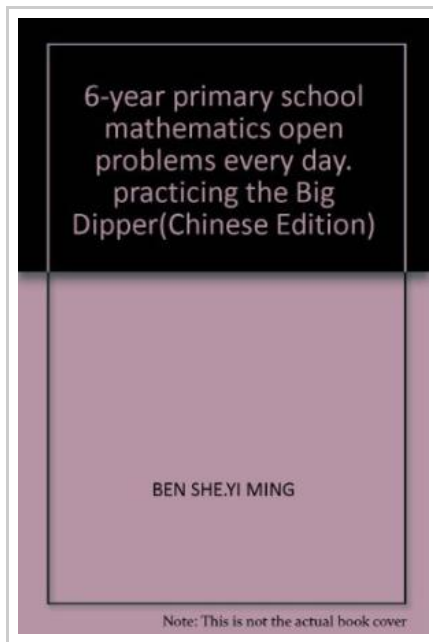 6-year primary school
mathematics open
problems every day.
practicing the Big
Dipper(Chinese Edition)
BEN SHE.YI MING
Note: This is not the actual book cover